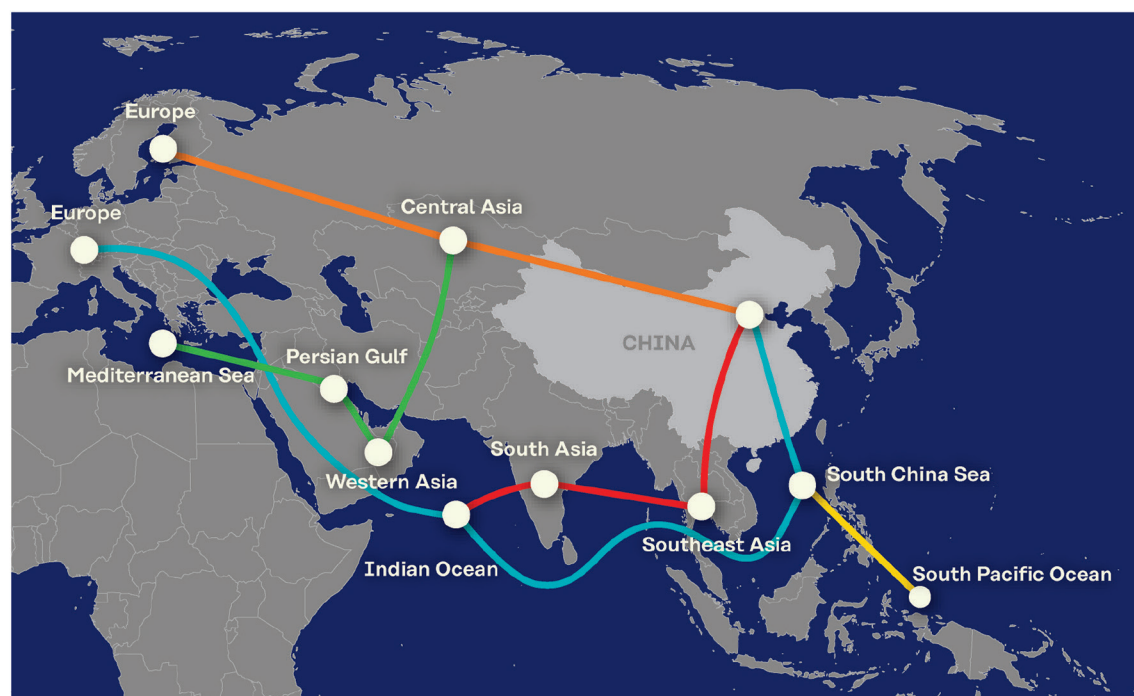 Europe
Europe
Central Asia
CHINA
Persian Gulf
Mediterranean Sea
South Asia
Western Asia
South China Sea
Southeast Asia
Indian Ocean
South Pacific Ocean